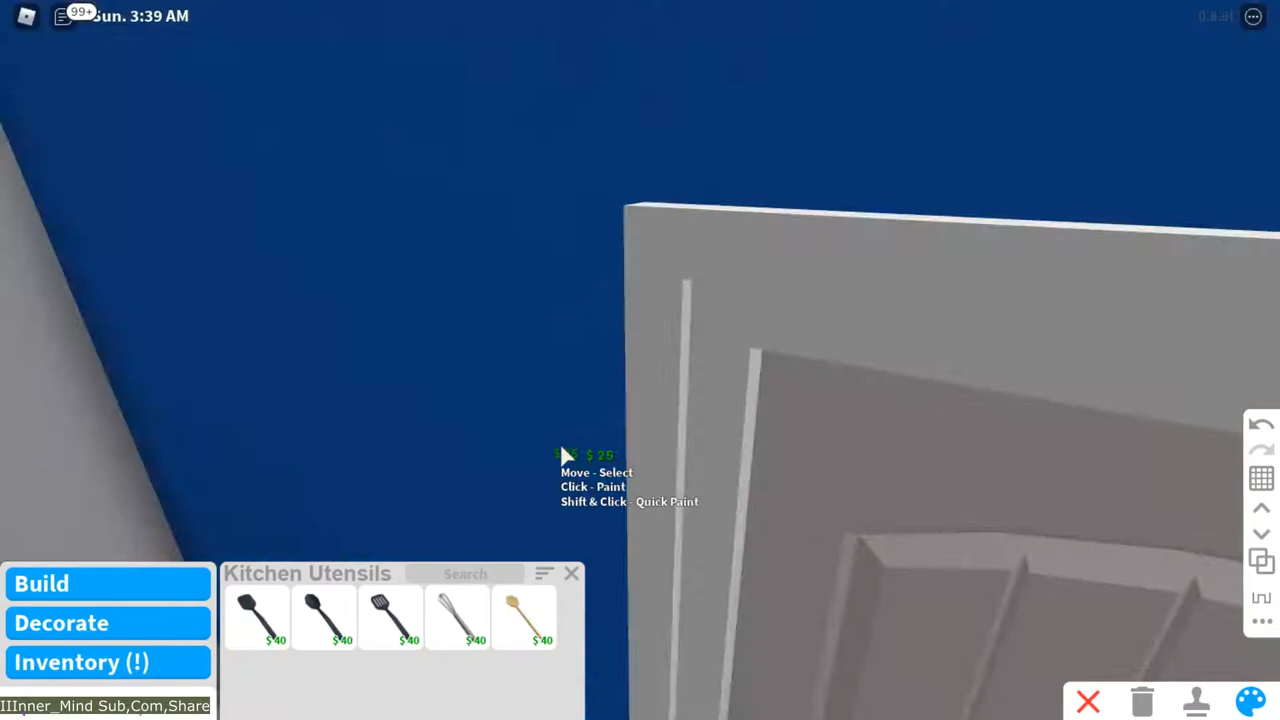 99+
Sun. 3:39 AM
$ 25
Move - Select
Click - Paint
Shift & Click - Quick Paint
Build
Decorate
Inventory (!)
Kitchen Utensils
Search
$ 40
$ 40
$ 40
$ 40
$ 40
IIInner_Mind Sub,Com,Share